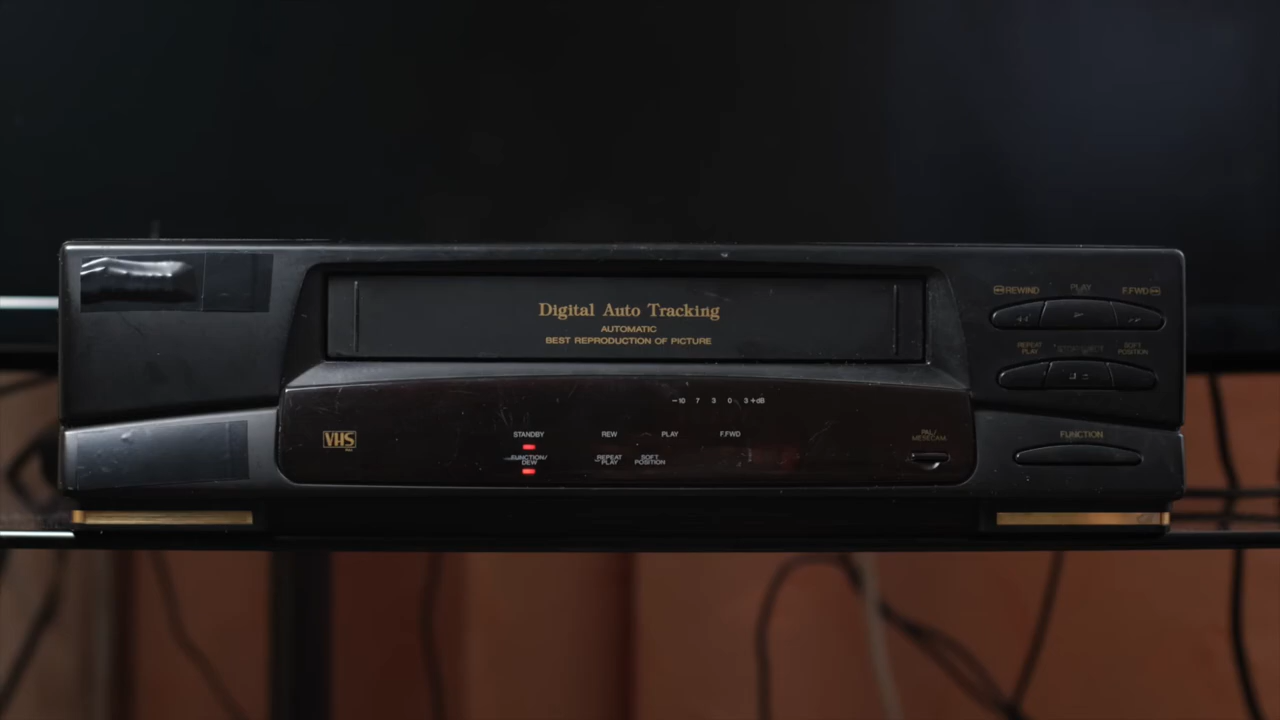 REWIND
PLAY
F.FWD
Digital Auto Tracking
AUTOMATIC
BEST REPRODUCTION OF PICTURE
REPEAT PLAY
SOFT POSITION
-10 7 3 0 3 +dB
VHS
PAL
STANDBY
REW
PLAY
F.FWD
PAL/
MESECAM
FUNCTION
FUNCTION/
DEW
REPEAT
PLAY
SOFT
POSITION